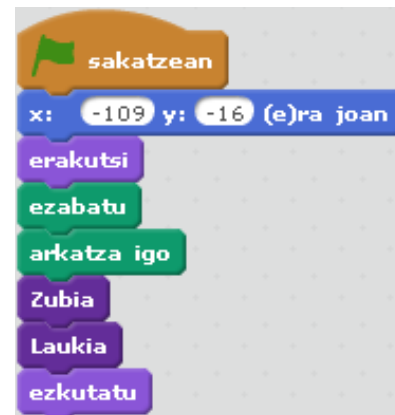 sakatzean
x: -109 y: -16 (e)ra joan
erakutsi
ezabatu
arkatza igo
Zubia
Laukia
ezkutatu